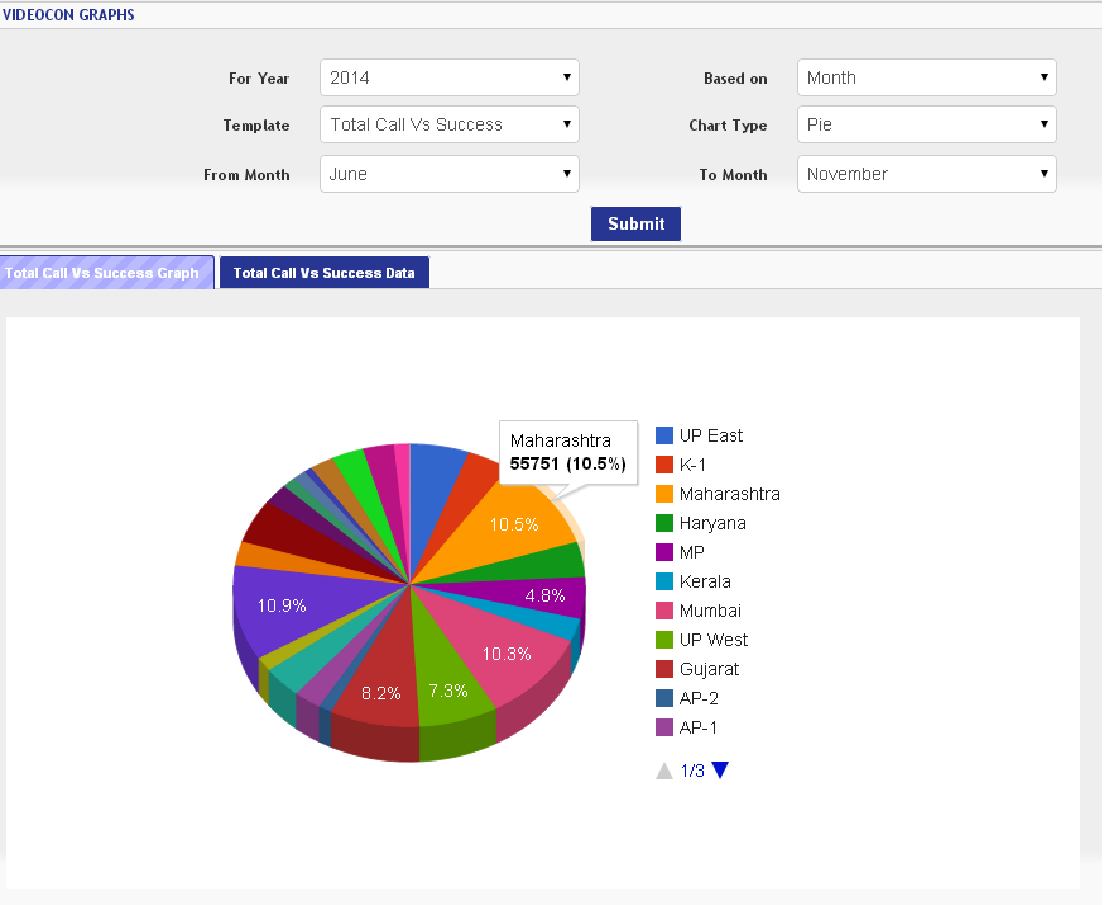 VIDEOCON GRAPHS
For Year 2014 Based on Month
Template Total Call Vs Success Chart Type Pie
From Month June To Month November
Submit
Total Call Vs Success Graph Total Call Vs Success Data
Maharashtra
55751 (10.5%)
10.5%
4.8%
10.3%
7.3%
8.2%
10.9%
UP East
K-1
Maharashtra
Haryana
MP
Kerala
Mumbai
UP West
Gujarat
AP-2
AP-1
1/3